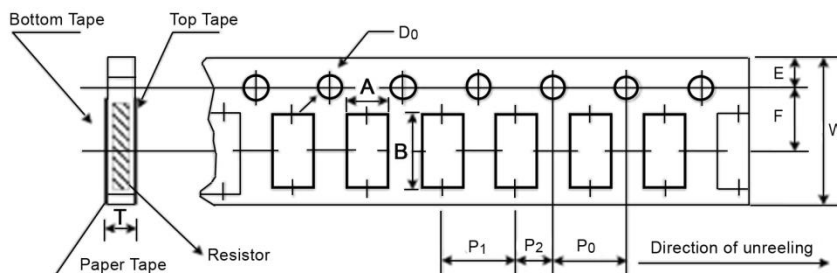 Bottom Tape
Top Tape
D0
E
A
F
W
B
T
Resistor
P1
P2
P0
Direction of unreeling
Paper Tape